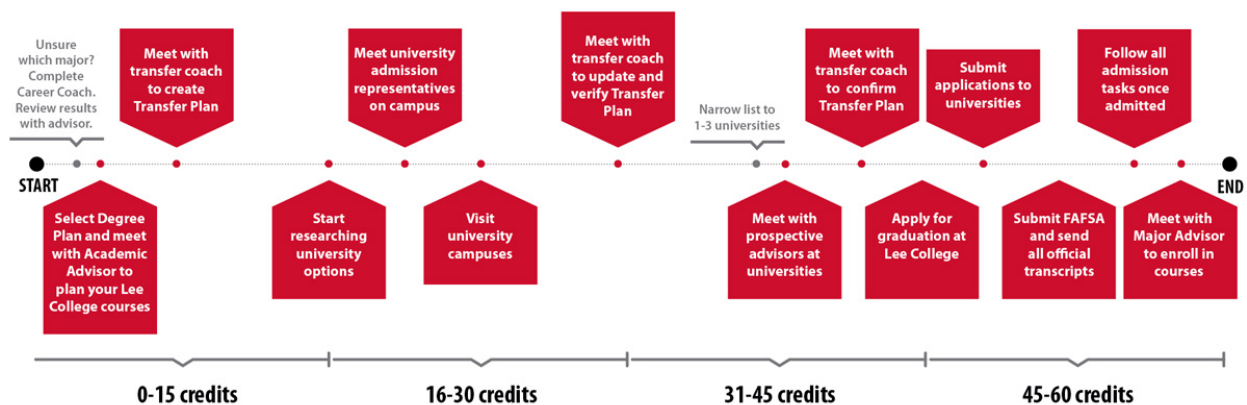 Unsure
which major?
Complete
Career Coach.
Review results
with advisor.
Meet with
transfer coach
to create
Transfer Plan
Meet university
admission
representatives
on campus
Meet with
transfer coach
to update and
verify Transfer
Plan
Narrow list to
1-3 universities
Meet with
transfer coach
to confirm
Transfer Plan
Submit
applications to
universities
Follow all
admission
tasks once
admitted
START
END
Select Degree
Plan and meet
with Academic
Advisor to
plan your Lee
College courses
Start
researching
university
options
Visit
university
campuses
Meet with
prospective
advisors at
universities
Apply for
graduation at
Lee College
Submit FAFSA
and send
all official
transcripts
Meet with
Major Advisor
to enroll in
courses
0-15 credits
16-30 credits
31-45 credits
45-60 credits